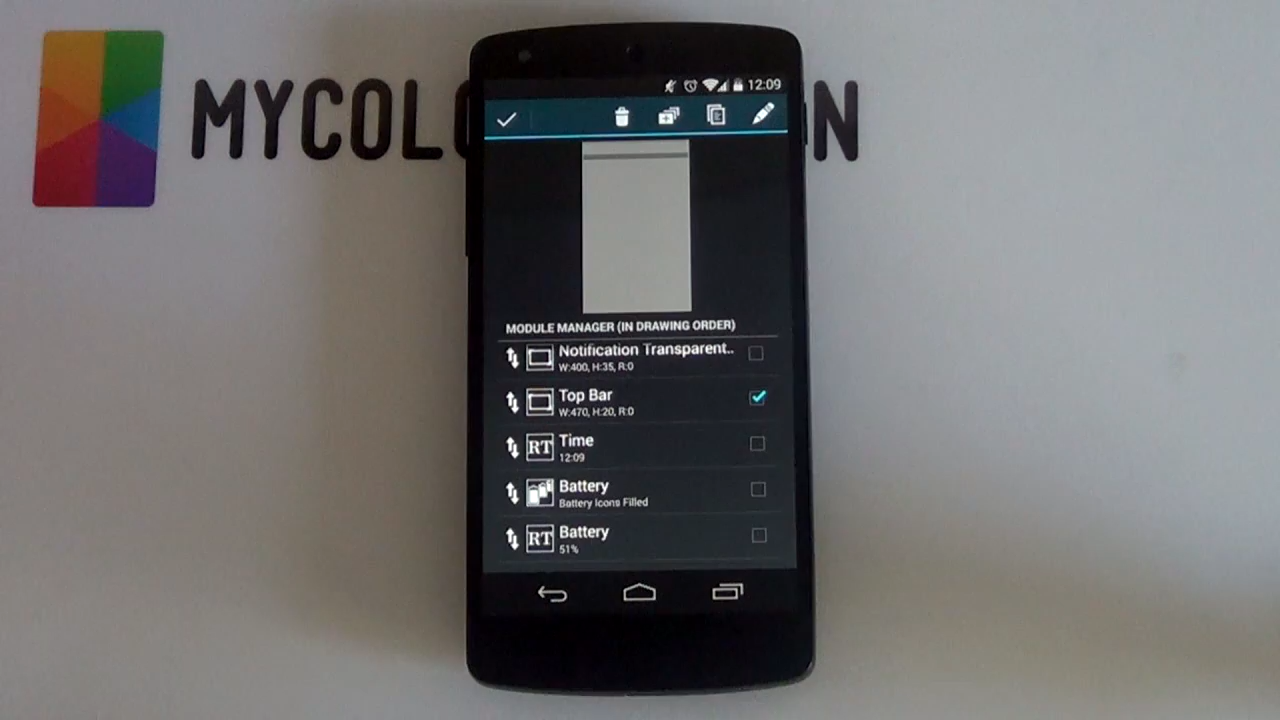 MYCOL
N
12:09
MODULE MANAGER (IN DRAWING ORDER)
Notification Transparent..
W:400, H:35, R:0
Top Bar
W:470, H:20, R:0
RT
Time
12:09
Battery
Battery Icons Filled
RT
Battery
51%